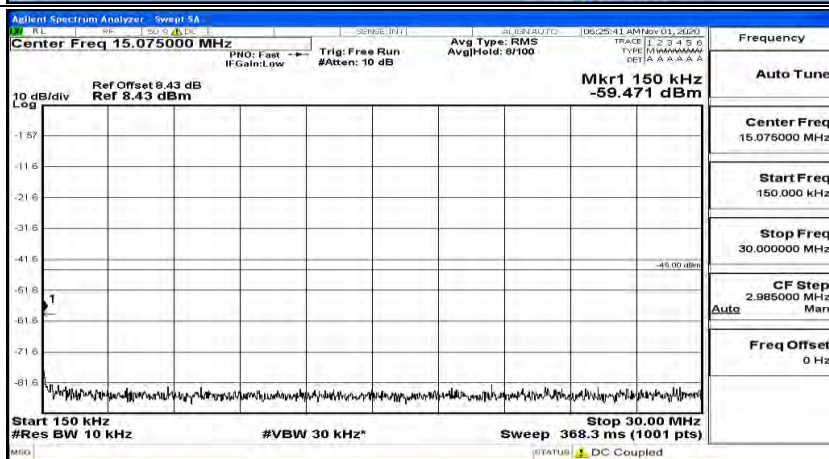 Agilent Spectrum Analyzer - Swept SA
RL RF 50 Ω DC SENSE:INT ALIGN AUTO 06:25:41 AM Nov 01, 2020
Center Freq 15.075000 MHz
PNO: Fast
IFGain:Low
Trig: Free Run
#Atten: 10 dB
Avg Type: RMS
Avg|Hold: 8/100
TRACE 1 2 3 4 5 6
TYPE MWWWWW
DET A A A A A A
Frequency
Auto Tune
Ref Offset 8.43 dB
10 dB/div Ref 8.43 dBm
Log
Mkr1 150 kHz
-59.471 dBm
-1.57
-11.6
-21.6
-31.6
-41.6
-45.00 dBm
-51.6
1
-61.6
-71.6
-81.6
Center Freq
15.075000 MHz
Start Freq
150.000 kHz
Stop Freq
30.000000 MHz
CF Step
2.985000 MHz
Auto Man
Freq Offset
0 Hz
Start 150 kHz Stop 30.00 MHz
#Res BW 10 kHz #VBW 30 kHz* Sweep 368.3 ms (1001 pts)
MSG STATUS DC Coupled